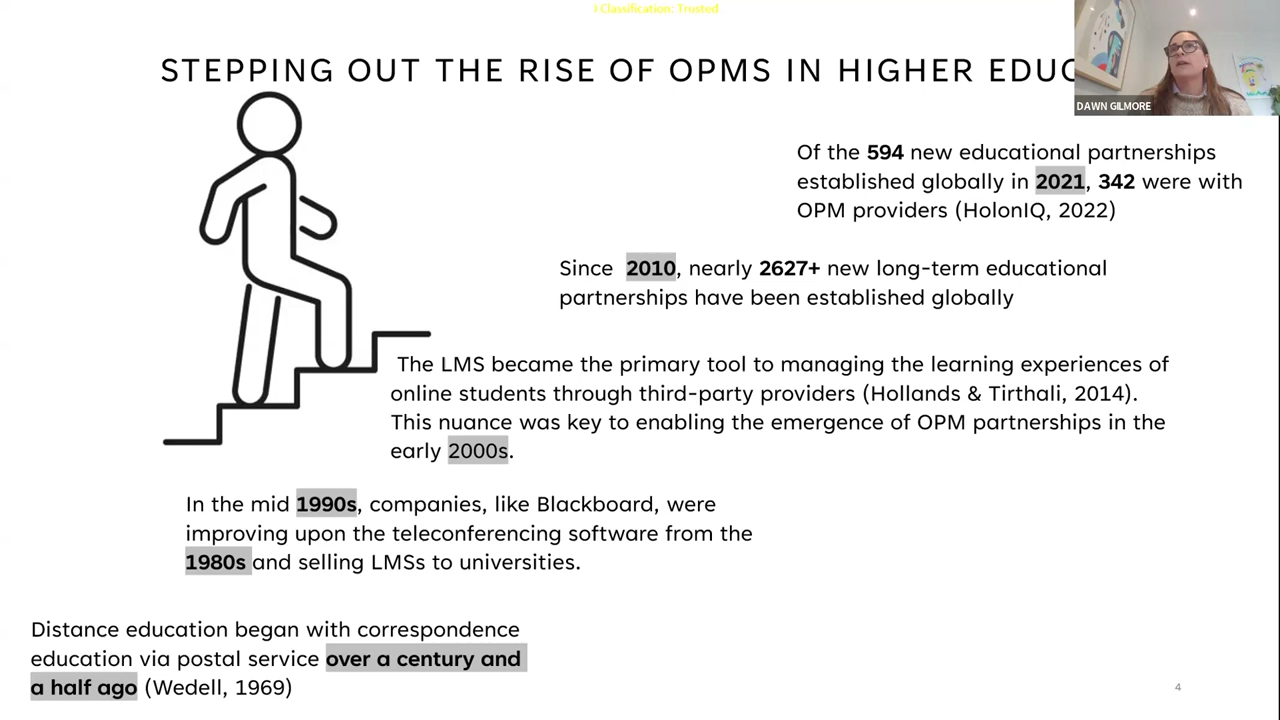 I Classification: Trusted
STEPPING OUT THE RISE OF OPMS IN HIGHER EDUC
DAWN GILMORE
Of the 594 new educational partnerships
established globally in 2021, 342 were with
OPM providers (HolonIQ, 2022)
Since 2010, nearly 2627+ new long-term educational
partnerships have been established globally
The LMS became the primary tool to managing the learning experiences of
online students through third-party providers (Hollands & Tirthali, 2014).
This nuance was key to enabling the emergence of OPM partnerships in the
early 2000s.
In the mid 1990s, companies, like Blackboard, were
improving upon the teleconferencing software from the
1980s and selling LMSs to universities.
Distance education began with correspondence
education via postal service over a century and
a half ago (Wedell, 1969)
4